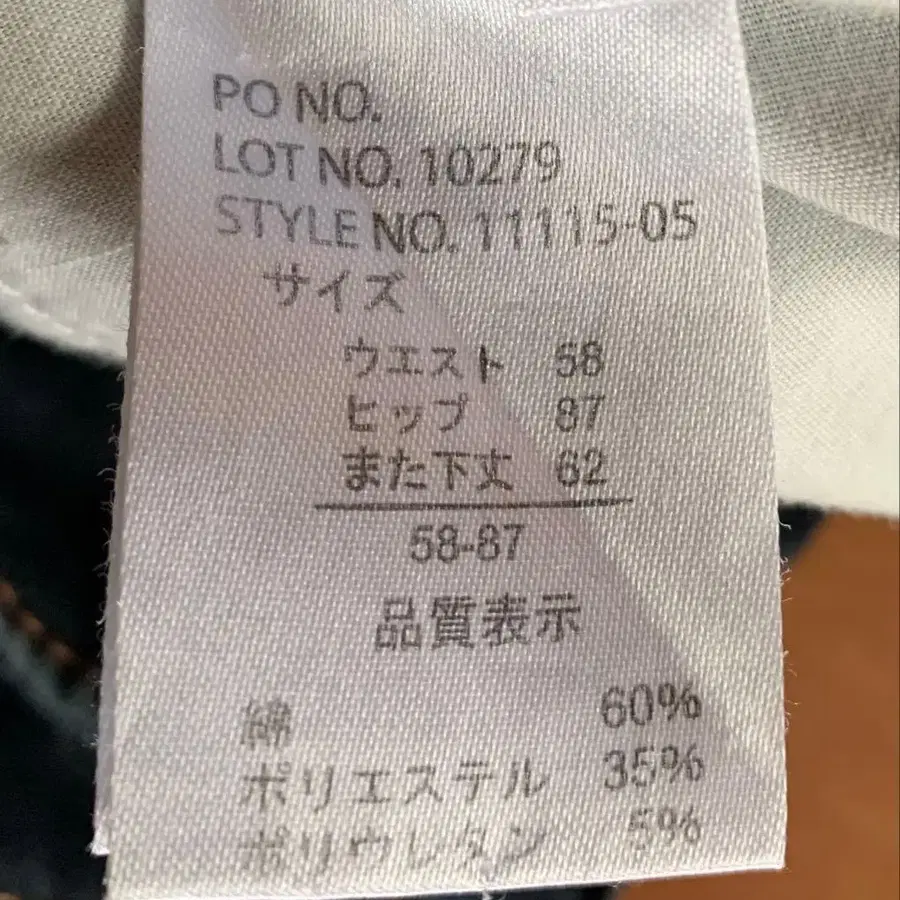 PO NO.
LOT NO. 10279
STYLE NO. 11115-05
サイズ
ウエスト 58
ヒップ 87
また下丈 62
58-87
品質表示
綿 60%
ポリエステル 35%
ポリウレタン 5%